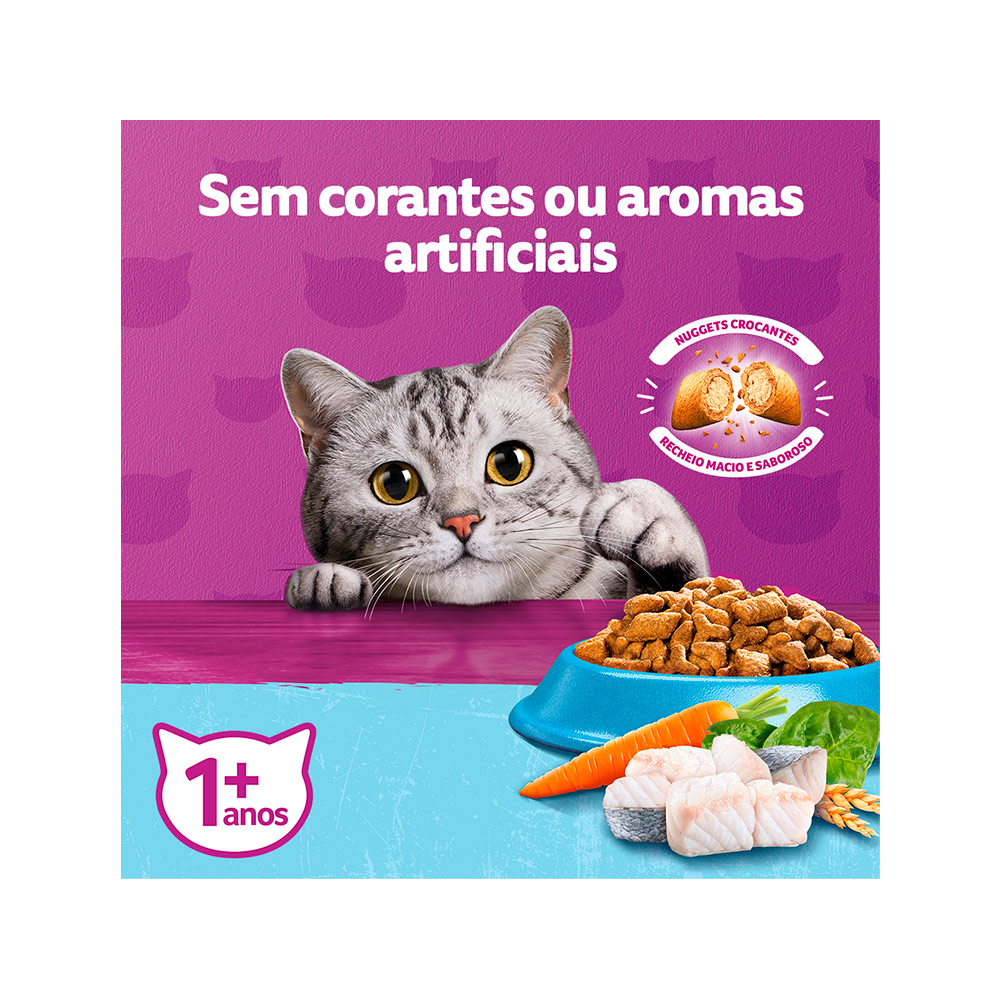 Sem corantes ou aromas
artificiais
NUGGETS CROCANTES
RECHEIO MACIO E SABOROSO
1+
anos